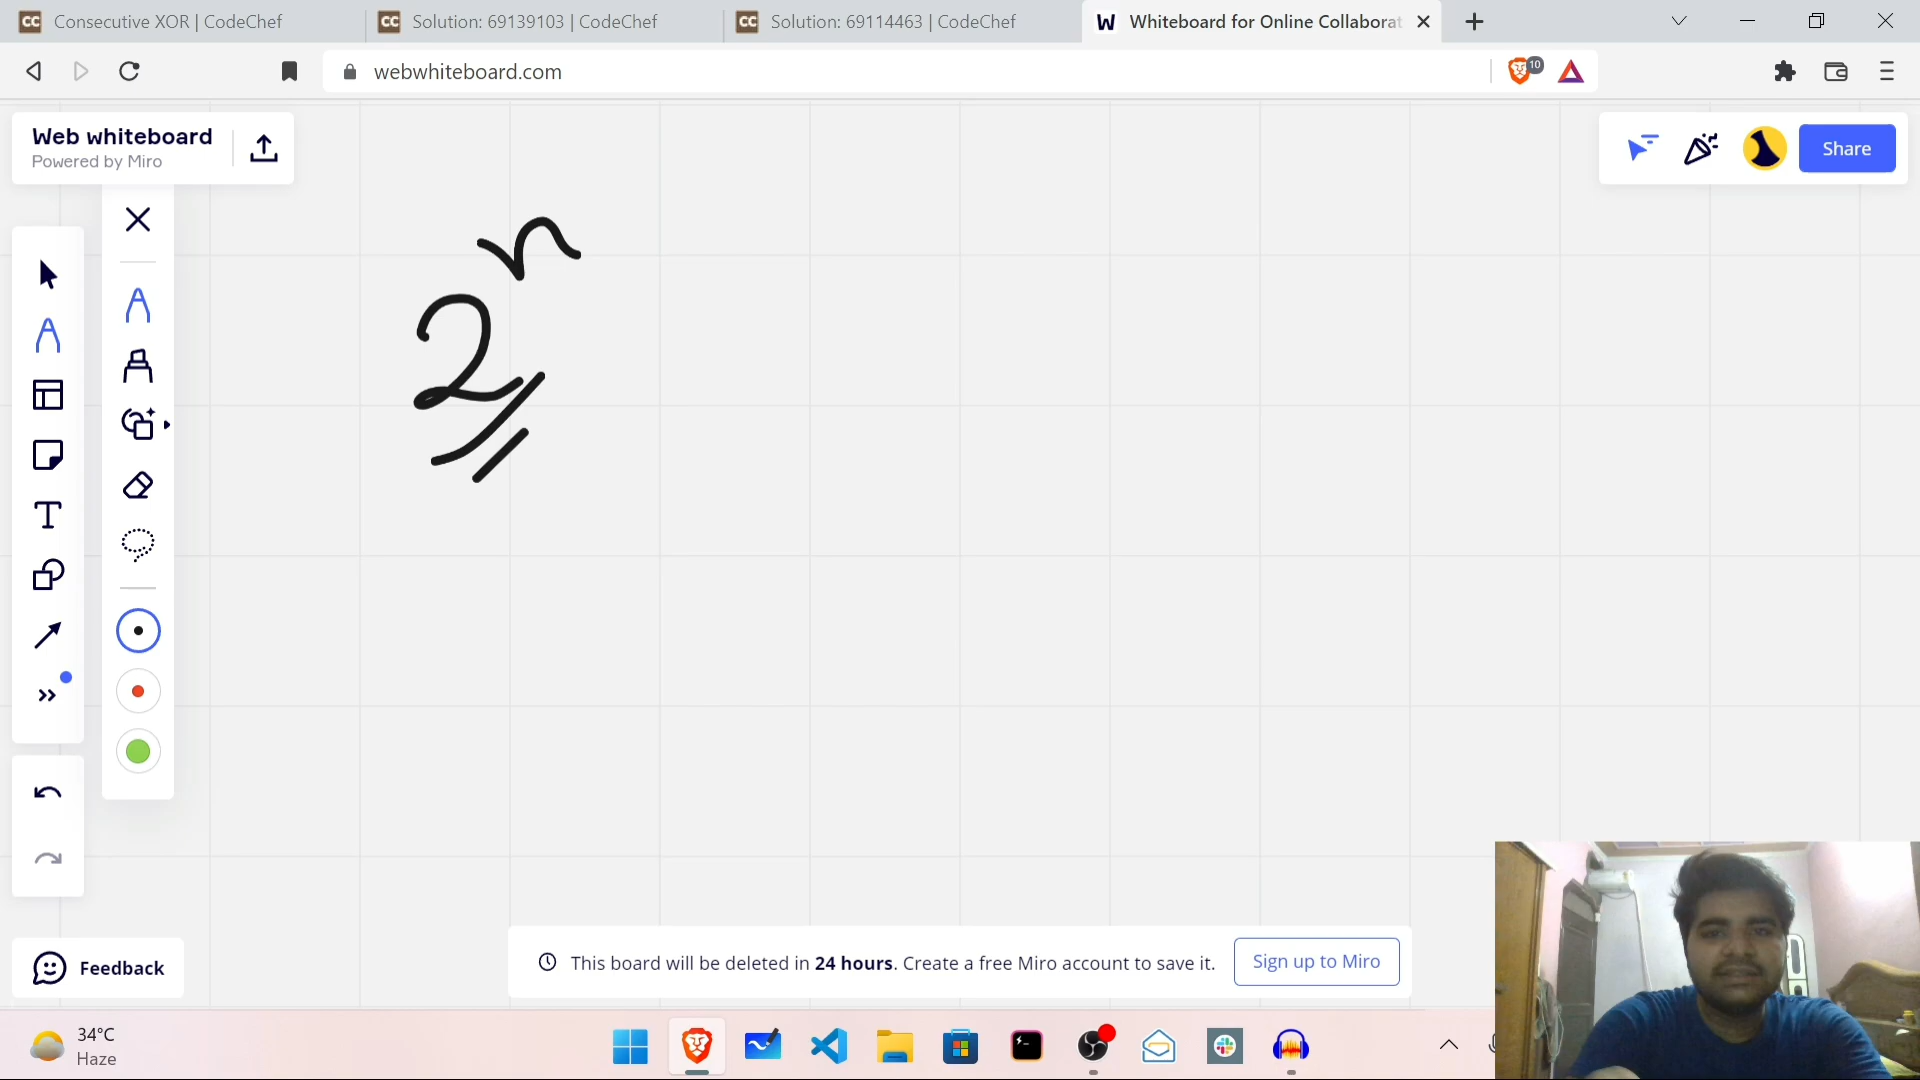 Consecutive XOR | CodeChef
Solution: 69139103 | CodeChef
Solution: 69114463 | CodeChef
Whiteboard for Online Collaborat
webwhiteboard.com
10
Web whiteboard
Powered by Miro
Share
2ⁿ
Feedback
This board will be deleted in 24 hours. Create a free Miro account to save it.
Sign up to Miro
34°C
Haze